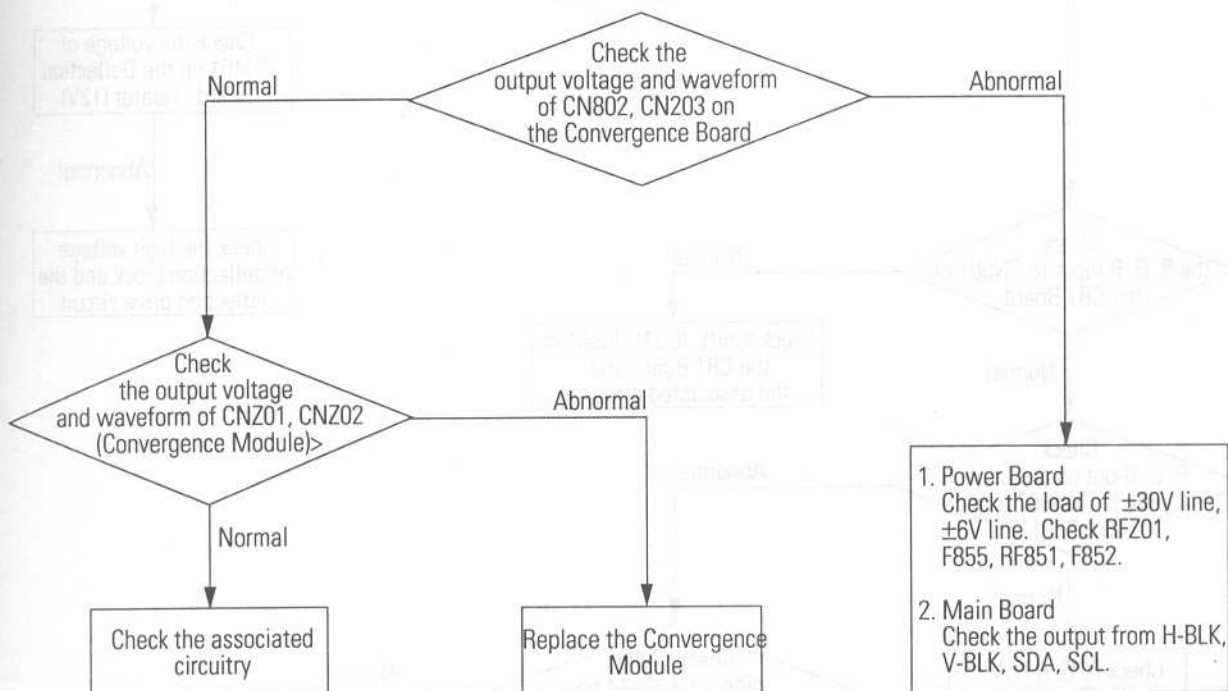 Check the
output voltage and waveform
of CN802, CN203 on
the Convergence Board
Normal
Abnormal
Check
the output voltage
and waveform of CNZ01, CNZ02
(Convergence Module)>
Abnormal
Normal
Check the associated
circuitry
Replace the Convergence
Module
1. Power Board
Check the load of ±30V line,
±6V line. Check RFZ01,
F855, RF851, F852.
2. Main Board
Check the output from H-BLK,
V-BLK, SDA, SCL.